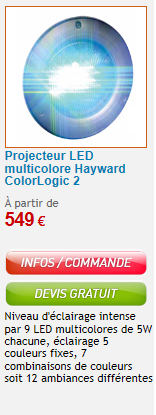 Projecteur LED
multicolore Hayward
ColorLogic 2
À partir de
549 €
INFOS / COMMANDE
DEVIS GRATUIT
Niveau d'éclairage intense
par 9 LED multicolores de 5W
chacune, éclairage 5
couleurs fixes, 7
combinaisons de couleurs
soit 12 ambiances différentes